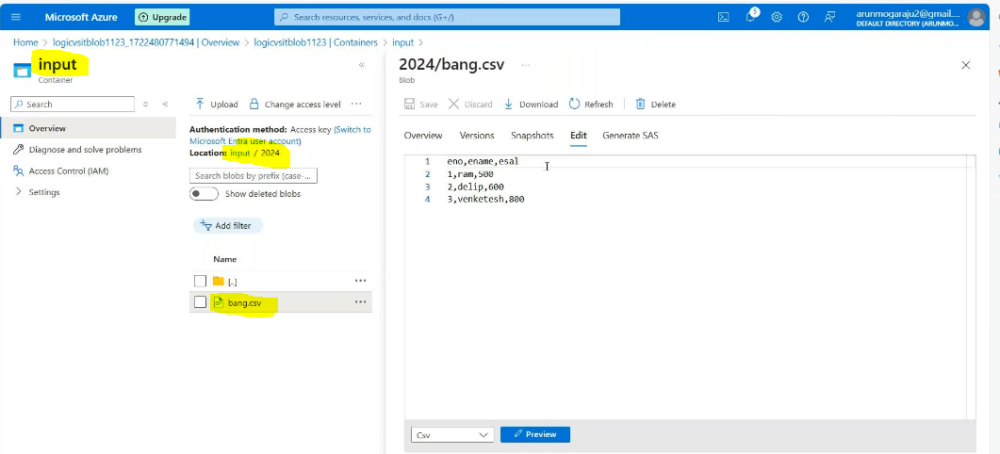 Microsoft Azure
Upgrade
Search resources, services, and docs (G+/)
5
arunmogaraju2@gmail....
DEFAULT DIRECTORY (ARUNMO...
Home > logicvsitblob1123_1722480771494 | Overview > logicvsitblob1123 | Containers > input >
input
Container
«
Search
«
Overview
Diagnose and solve problems
Access Control (IAM)
Settings
Upload
Change access level
...
Authentication method: Access key (Switch to
Microsoft Entra user account)
Location: input / 2024
Search blobs by prefix (case-...
Show deleted blobs
Add filter
Name
[..]
...
bang.csv
...
2024/bang.csv
...
Blob
Save
Discard
Download
Refresh
Delete
Overview
Versions
Snapshots
Edit
Generate SAS
1 eno,ename,esal
2 1,ram,500
3 2,delip,600
4 3,venketesh,800
Csv
Preview